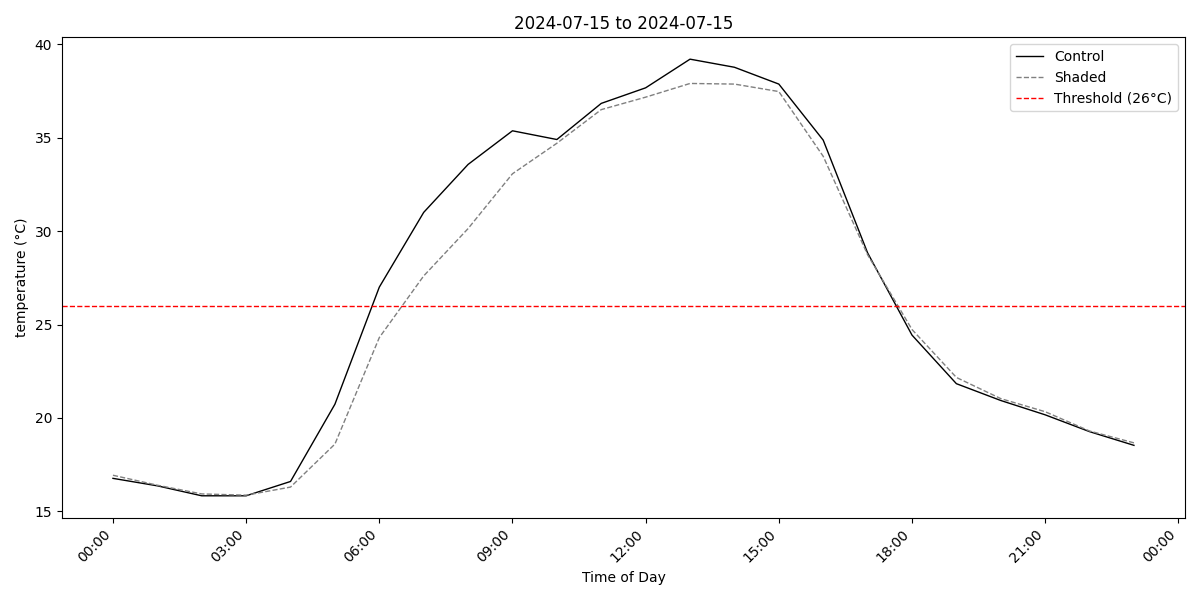 2024-07-15 to 2024-07-15
Control
Shaded
Threshold (26°C)
temperature (°C)
40
35
30
25
20
15
00:00
03:00
06:00
09:00
12:00
15:00
18:00
21:00
00:00
Time of Day